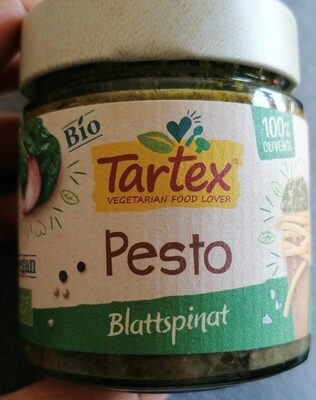 Bio
100%
OLIVENÖL
Tartex®
VEGETARIAN FOOD LOVER
Pesto
Blattspinat